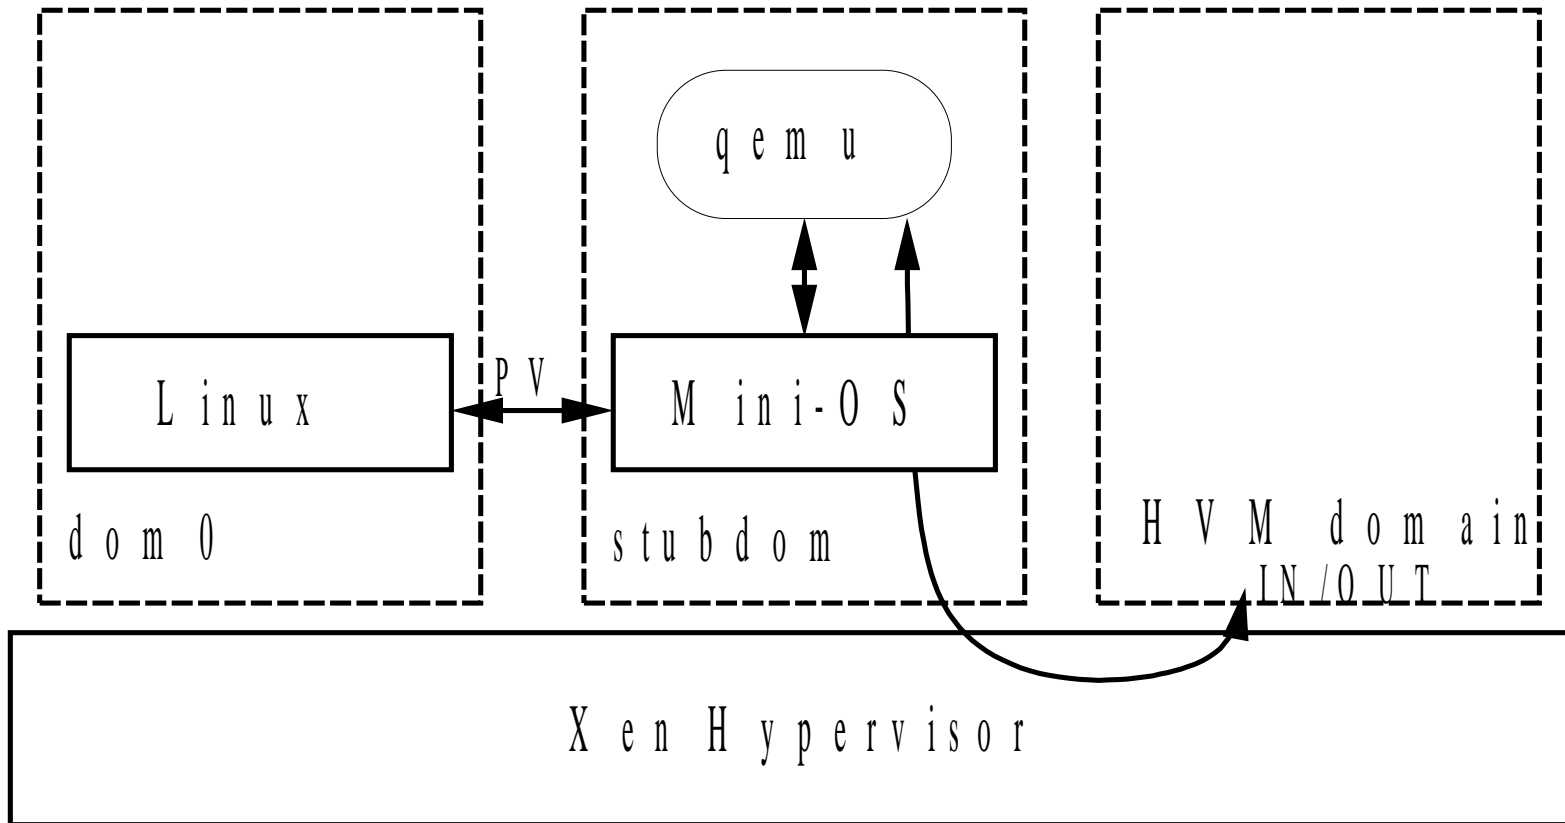 qemu
PV
Linux
Mini-OS
dom0
stubdom
HVM domain
IN/OUT
Xen Hypervisor